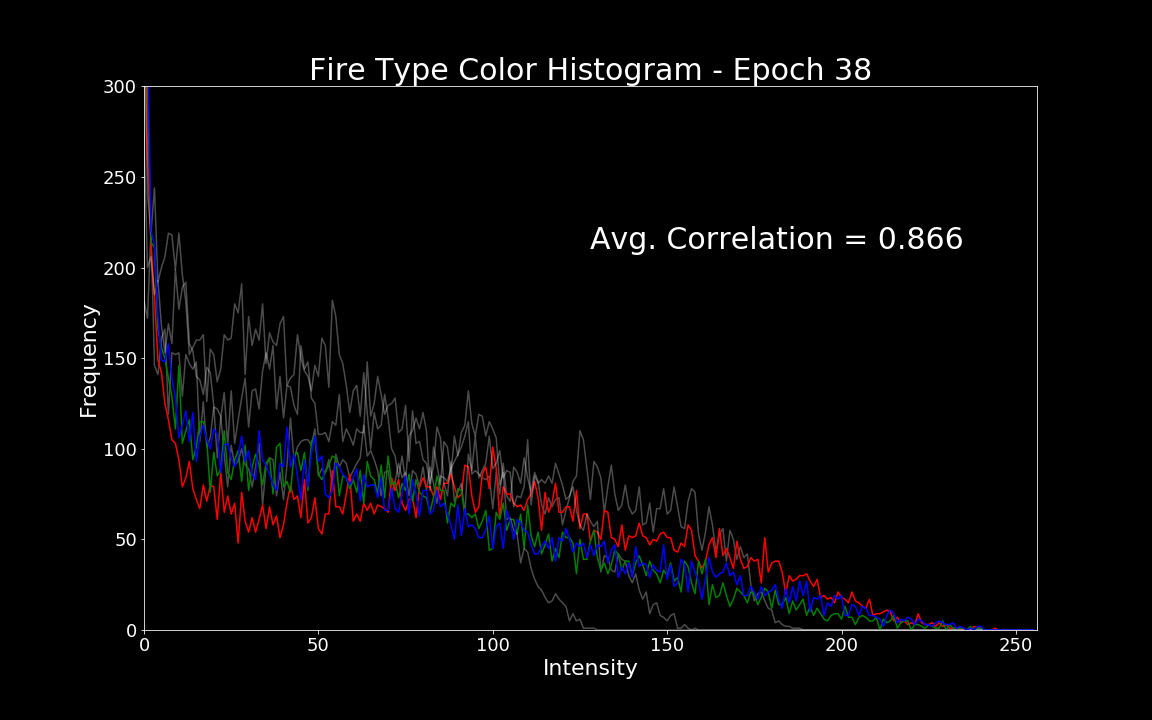 Fire Type Color Histogram - Epoch 38
300
250
200
150
100
50
0
Frequency
Avg. Correlation = 0.866
0 50 100 150 200 250
Intensity